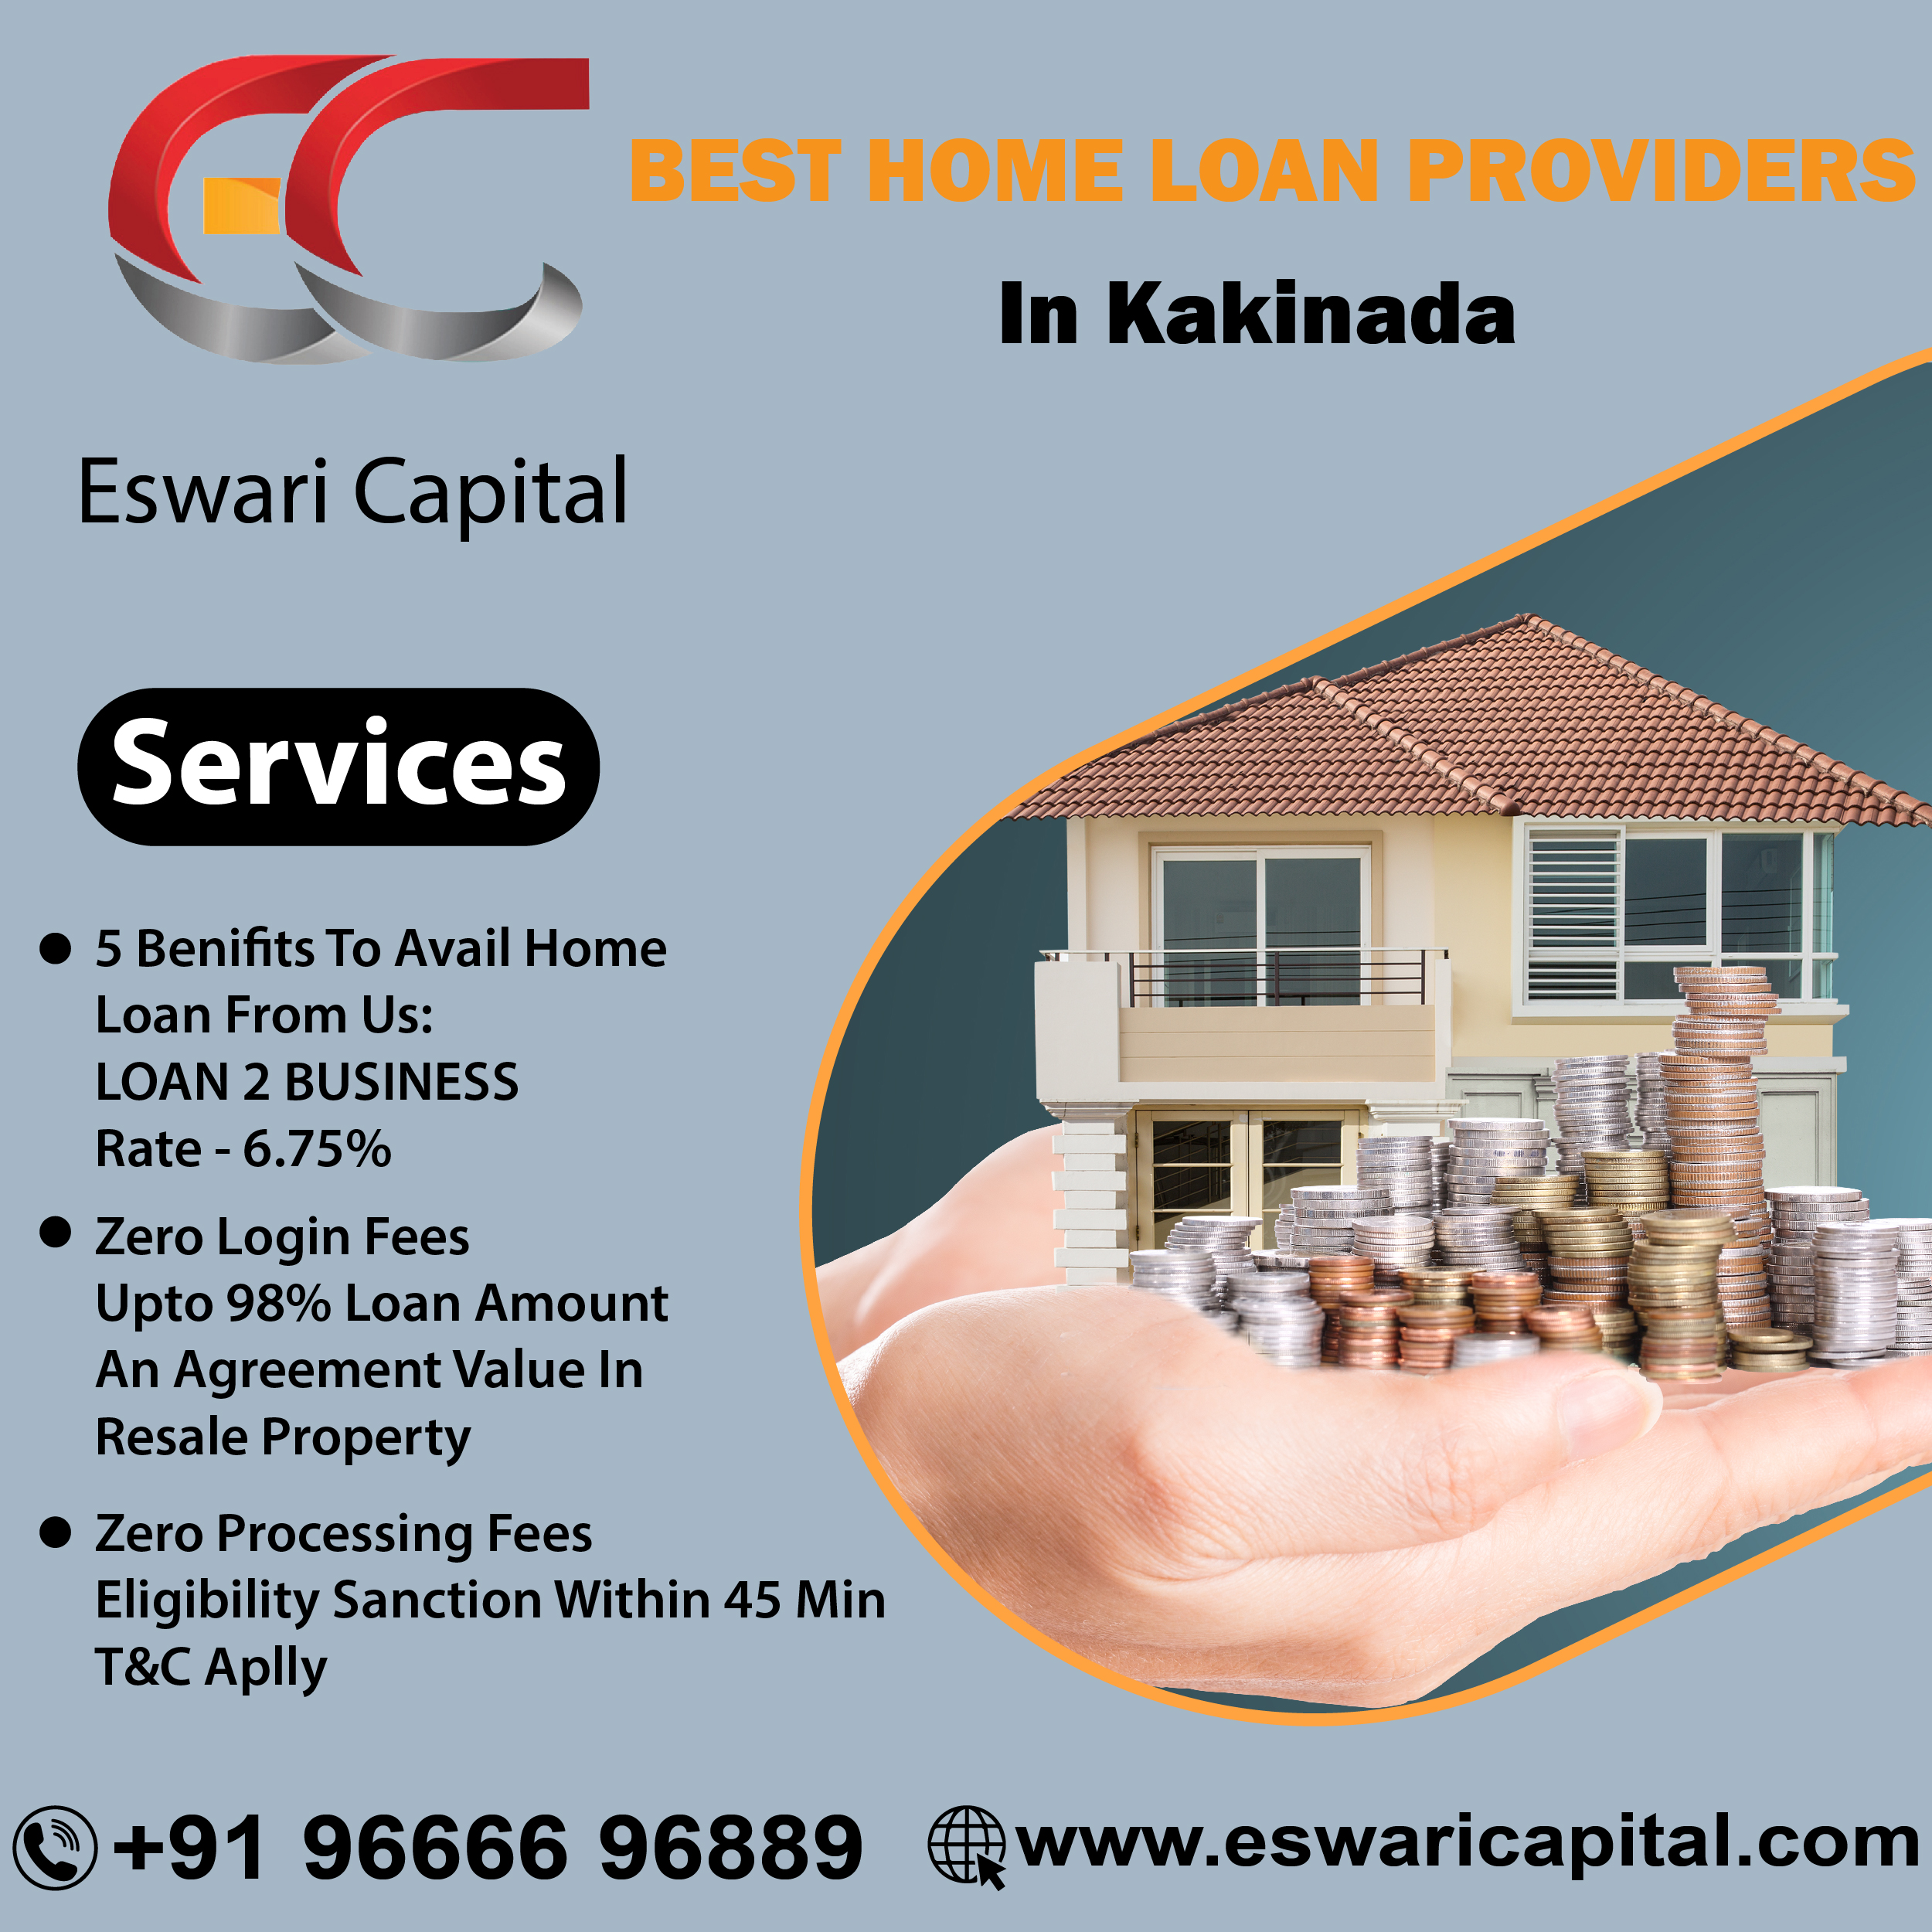 BEST HOME LOAN PROVIDERS
In Kakinada
Eswari Capital
Services
5 Benifits To Avail Home
Loan From Us:
LOAN 2 BUSINESS
Rate - 6.75%
Zero Login Fees
Upto 98% Loan Amount
An Agreement Value In
Resale Property
Zero Processing Fees
Eligibility Sanction Within 45 Min
T&C Aplly
+91 96666 96889
www.eswaricapital.com